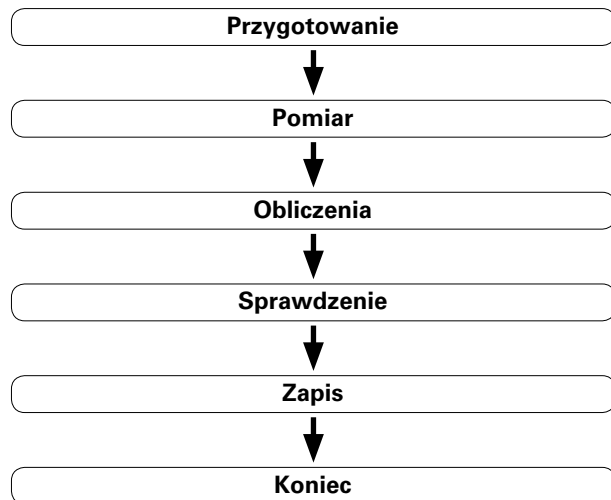 Przygotowanie
Pomiar
Obliczenia
Sprawdzenie
Zapis
Koniec